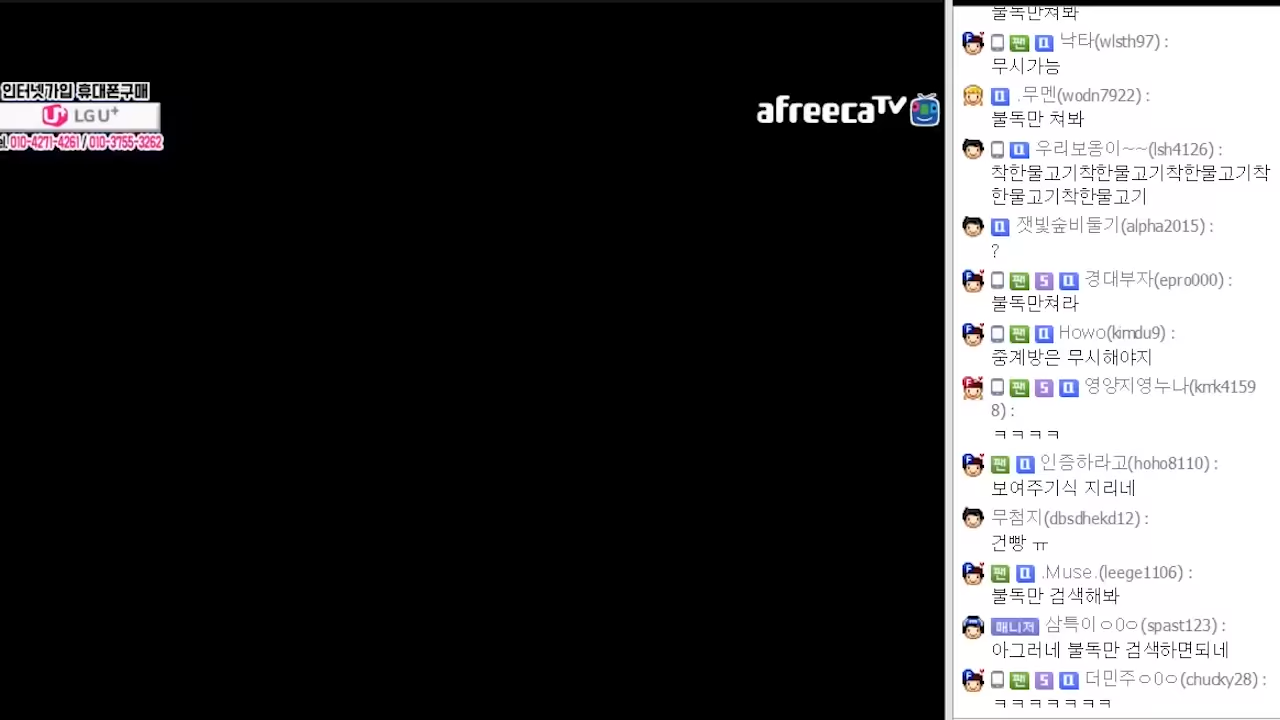 인터넷가입 휴대폰구매
LG U+
el. 010-4271-4261 / 010-3755-3262
afreecaTV
불독만쳐봐
낙타(wlsth97) :
무시가능
.무멘(wodn7922) :
불독만 쳐봐
우리보옹이~~(lsh4126) :
착한물고기착한물고기착한물고기착
한물고기착한물고기
잿빛숲비둘기(alpha2015) :
?
경대부자(epro000) :
불독만쳐라
Howo(kimdu9) :
중계방은 무시해야지
영양지영누나(krrk4159
8) :
ㅋㅋㅋㅋ
인증하라고(hoho8110) :
보여주기식 지리네
무첨지(dbsdhekd12) :
건빵 ㅠ
.Muse.(leege1106) :
불독만 검색해봐
매니저 삼특이ㅇ0ㅇ(spast123) :
아그러네 불독만 검색하면되네
더민주ㅇ0ㅇ(chucky28) :
ㅋㅋㅋㅋㅋㅋㅋ